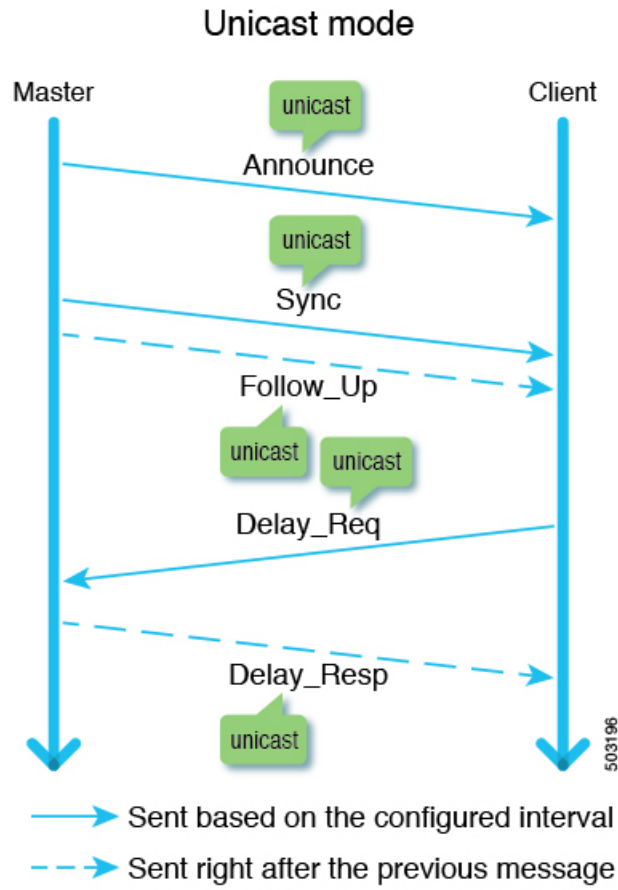 Unicast mode
Master
Client
unicast
Announce
unicast
Sync
Follow_Up
unicast
unicast
Delay_Req
Delay_Resp
unicast
503196
Sent based on the configured interval
Sent right after the previous message